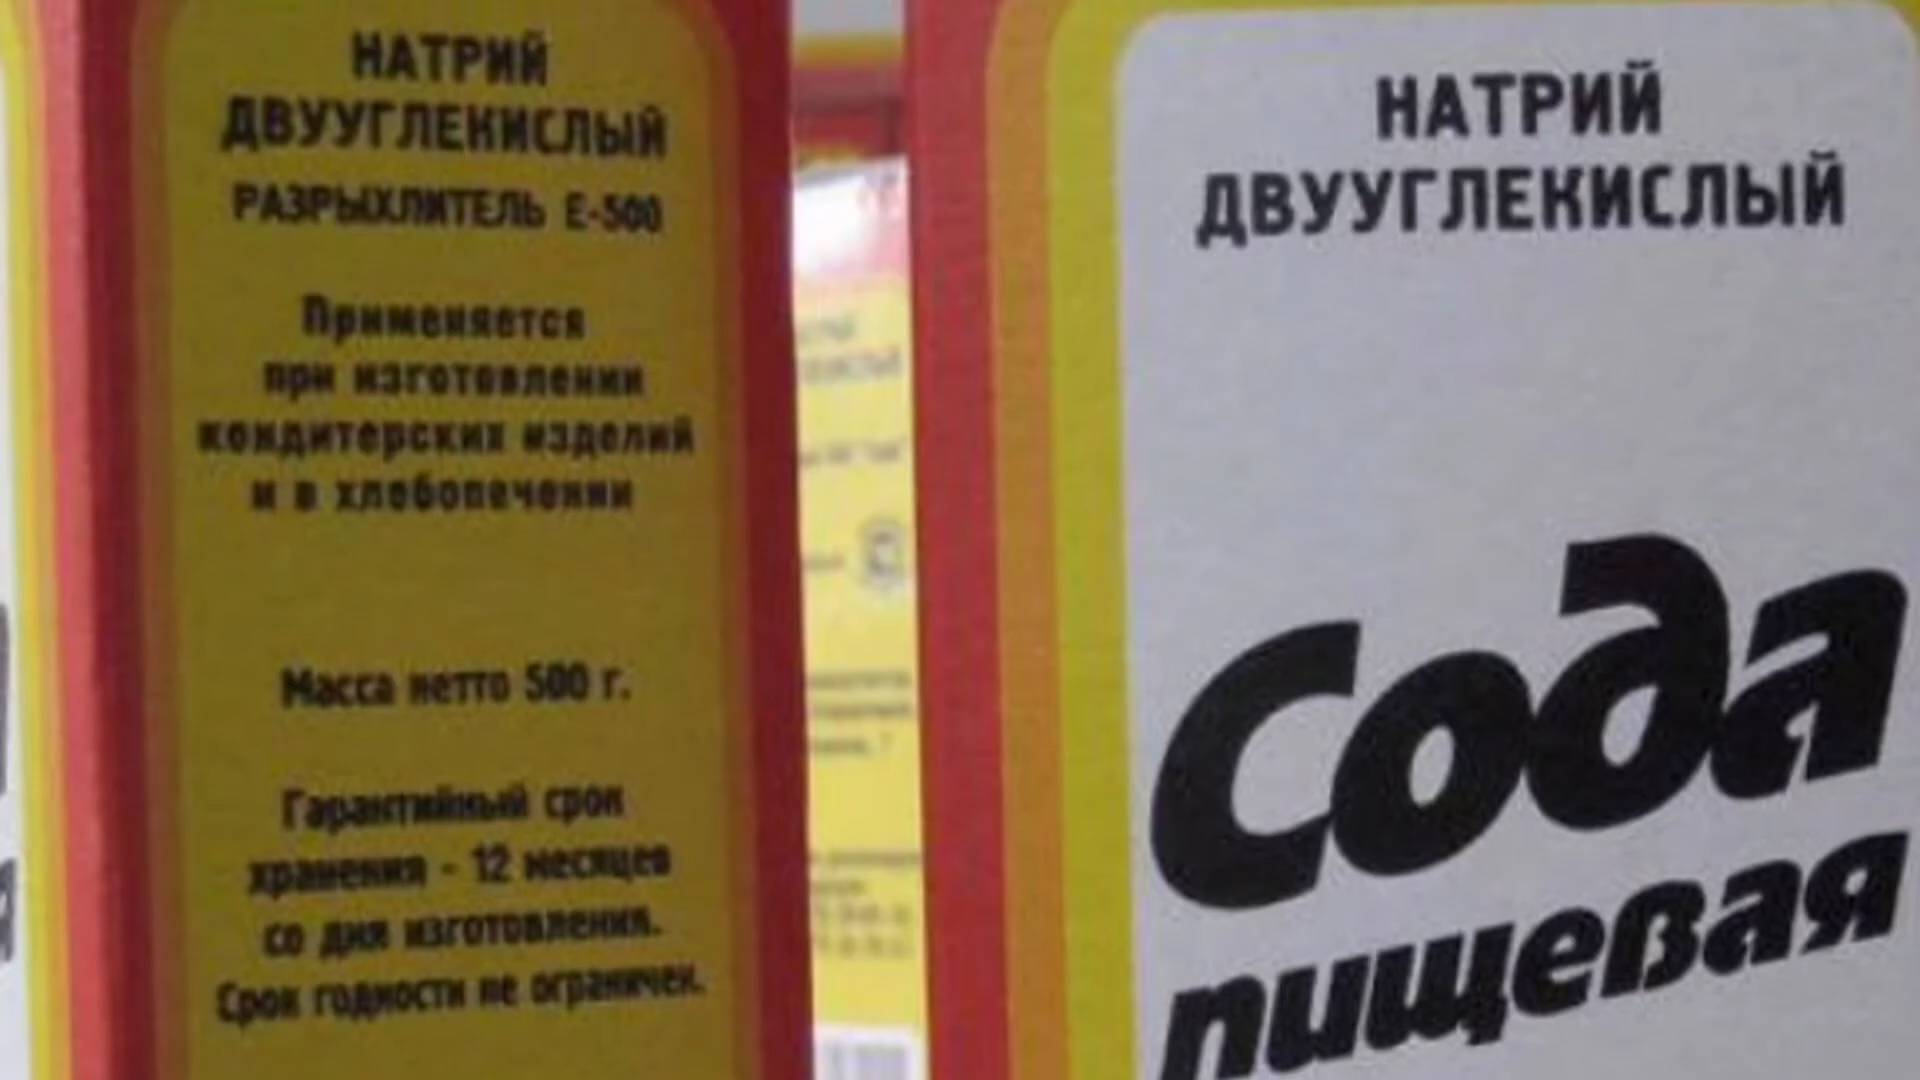 НАТРИЙ
ДВУУГЛЕКИСЛЫЙ
РАЗРЫХЛИТЕЛЬ Е-500
Применяется
при изготовлении
кондитерских изделий
и в хлебопечении
Масса нетто 500 г.
Гарантийный срок
хранения - 12 месяцев
со дня изготовления.
Срок годности не ограничен.
НАТРИЙ
ДВУУГЛЕКИСЛЫЙ
Сода
пищевая